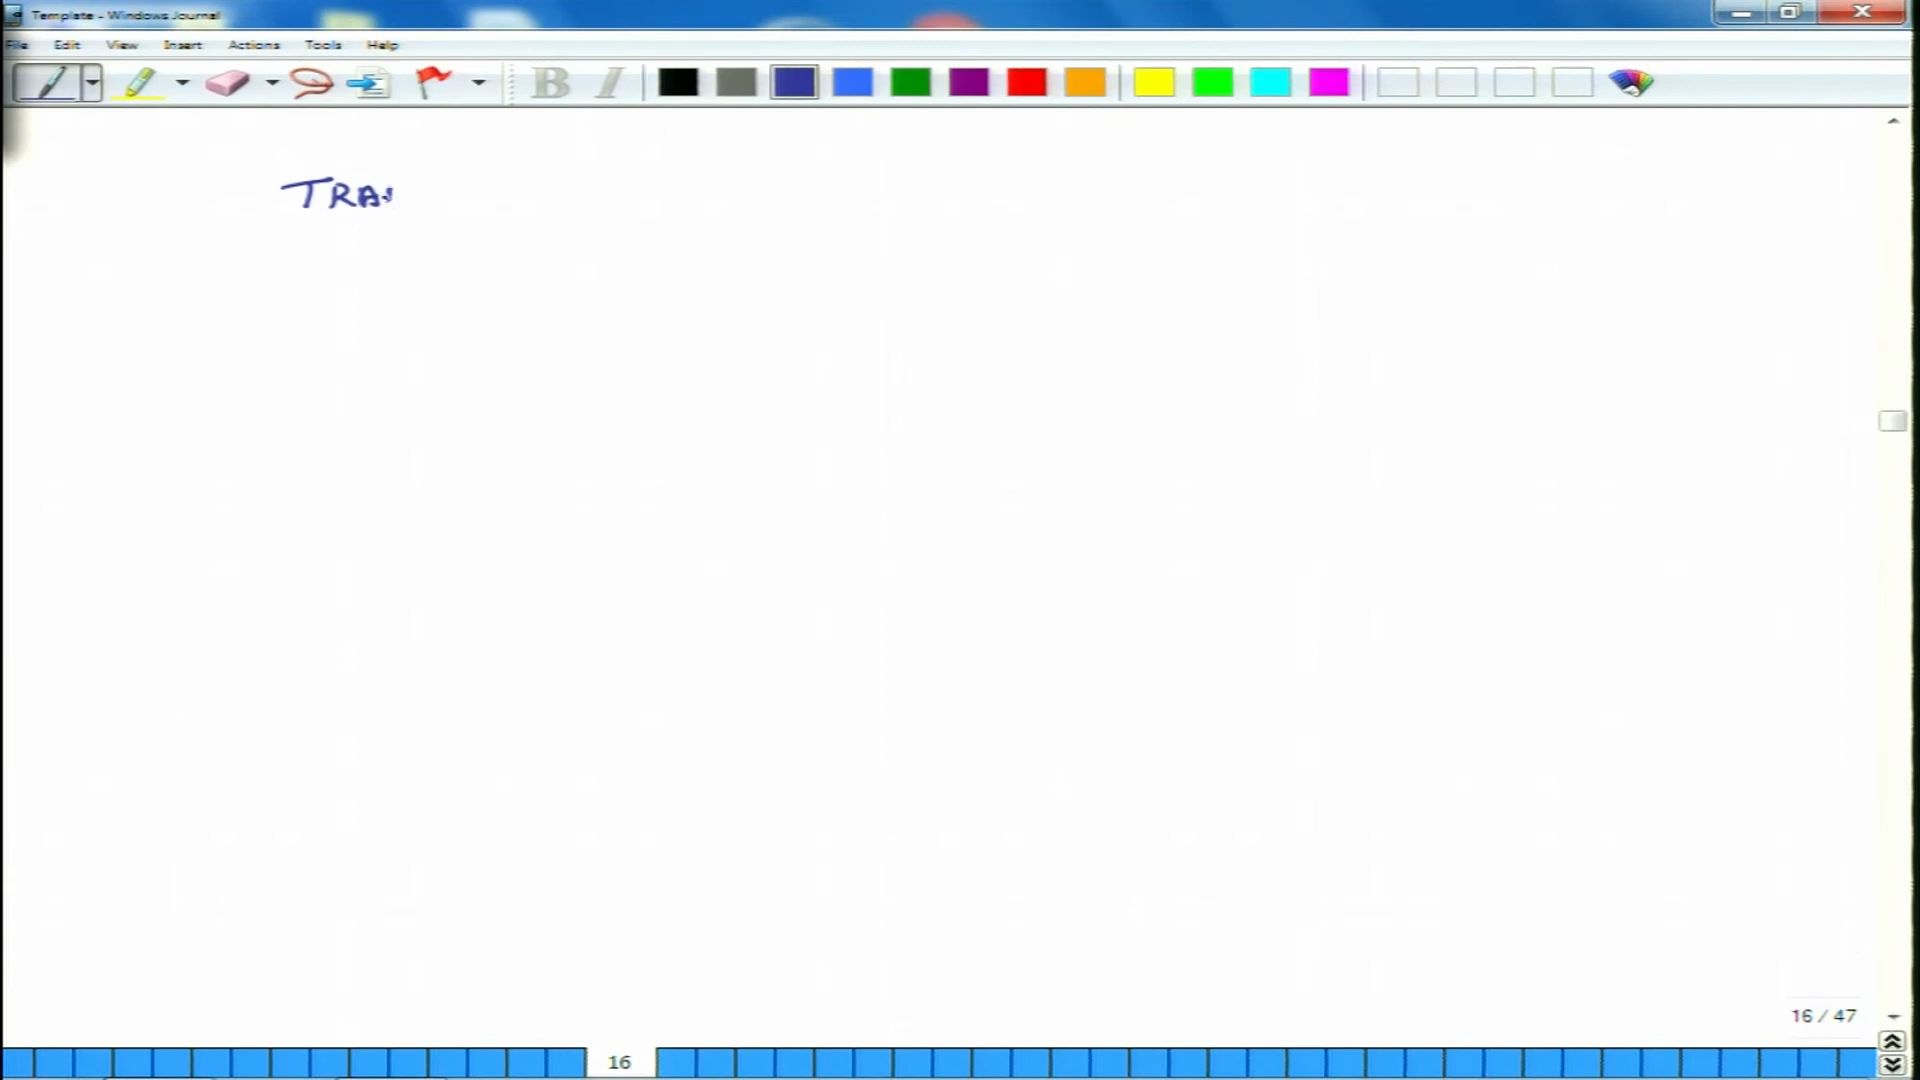 Template - Windows Journal
File Edit View Insert Actions Tools Help
B I
TRA
16 / 47
16